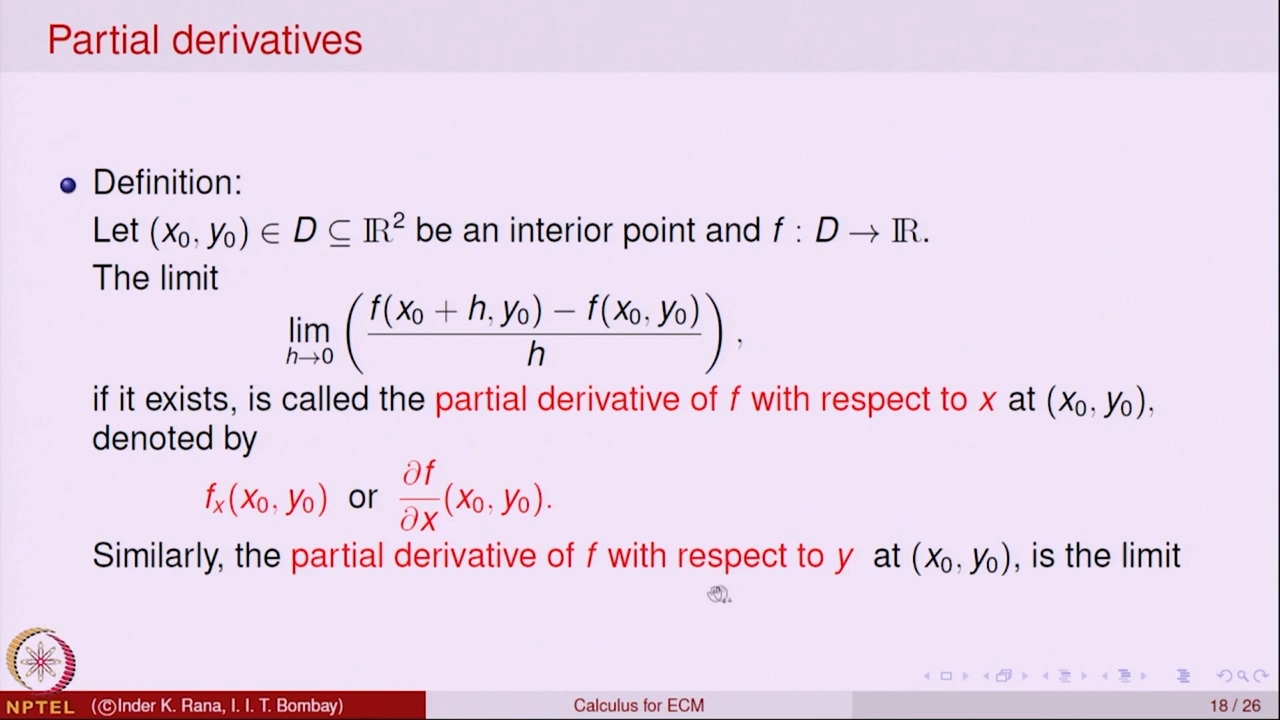 Partial derivatives
Definition:
Let (x₀, y₀) ∈ D ⊆ ℝ² be an interior point and f : D → ℝ.
The limit
lim h→0 ( f(x₀ + h, y₀) − f(x₀, y₀) / h ),
if it exists, is called the partial derivative of f with respect to x at (x₀, y₀),
denoted by
fₓ(x₀, y₀) or ∂f/∂x (x₀, y₀).
Similarly, the partial derivative of f with respect to y at (x₀, y₀), is the limit
NPTEL (©Inder K. Rana, I. I. T. Bombay) Calculus for ECM 18 / 26